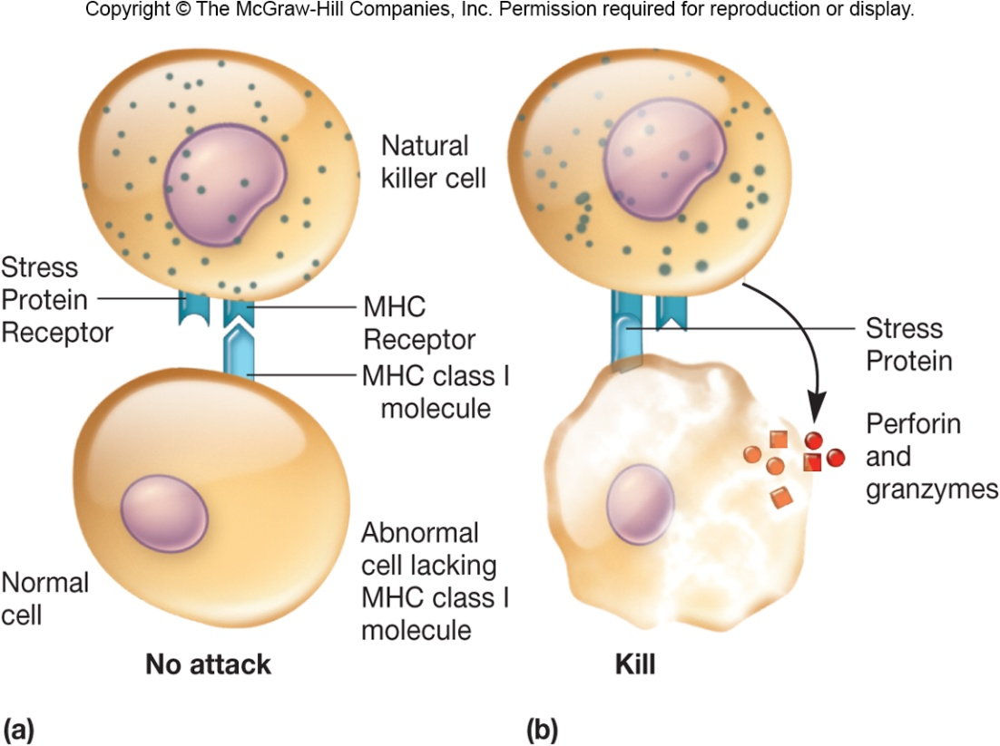 Copyright © The McGraw-Hill Companies, Inc. Permission required for reproduction or display.
Natural
killer cell
Stress
Protein
Receptor
MHC
Receptor
MHC class I
molecule
Normal
cell
No attack
(a)
Stress
Protein
Perforin
and
granzymes
Abnormal
cell lacking
MHC class I
molecule
Kill
(b)